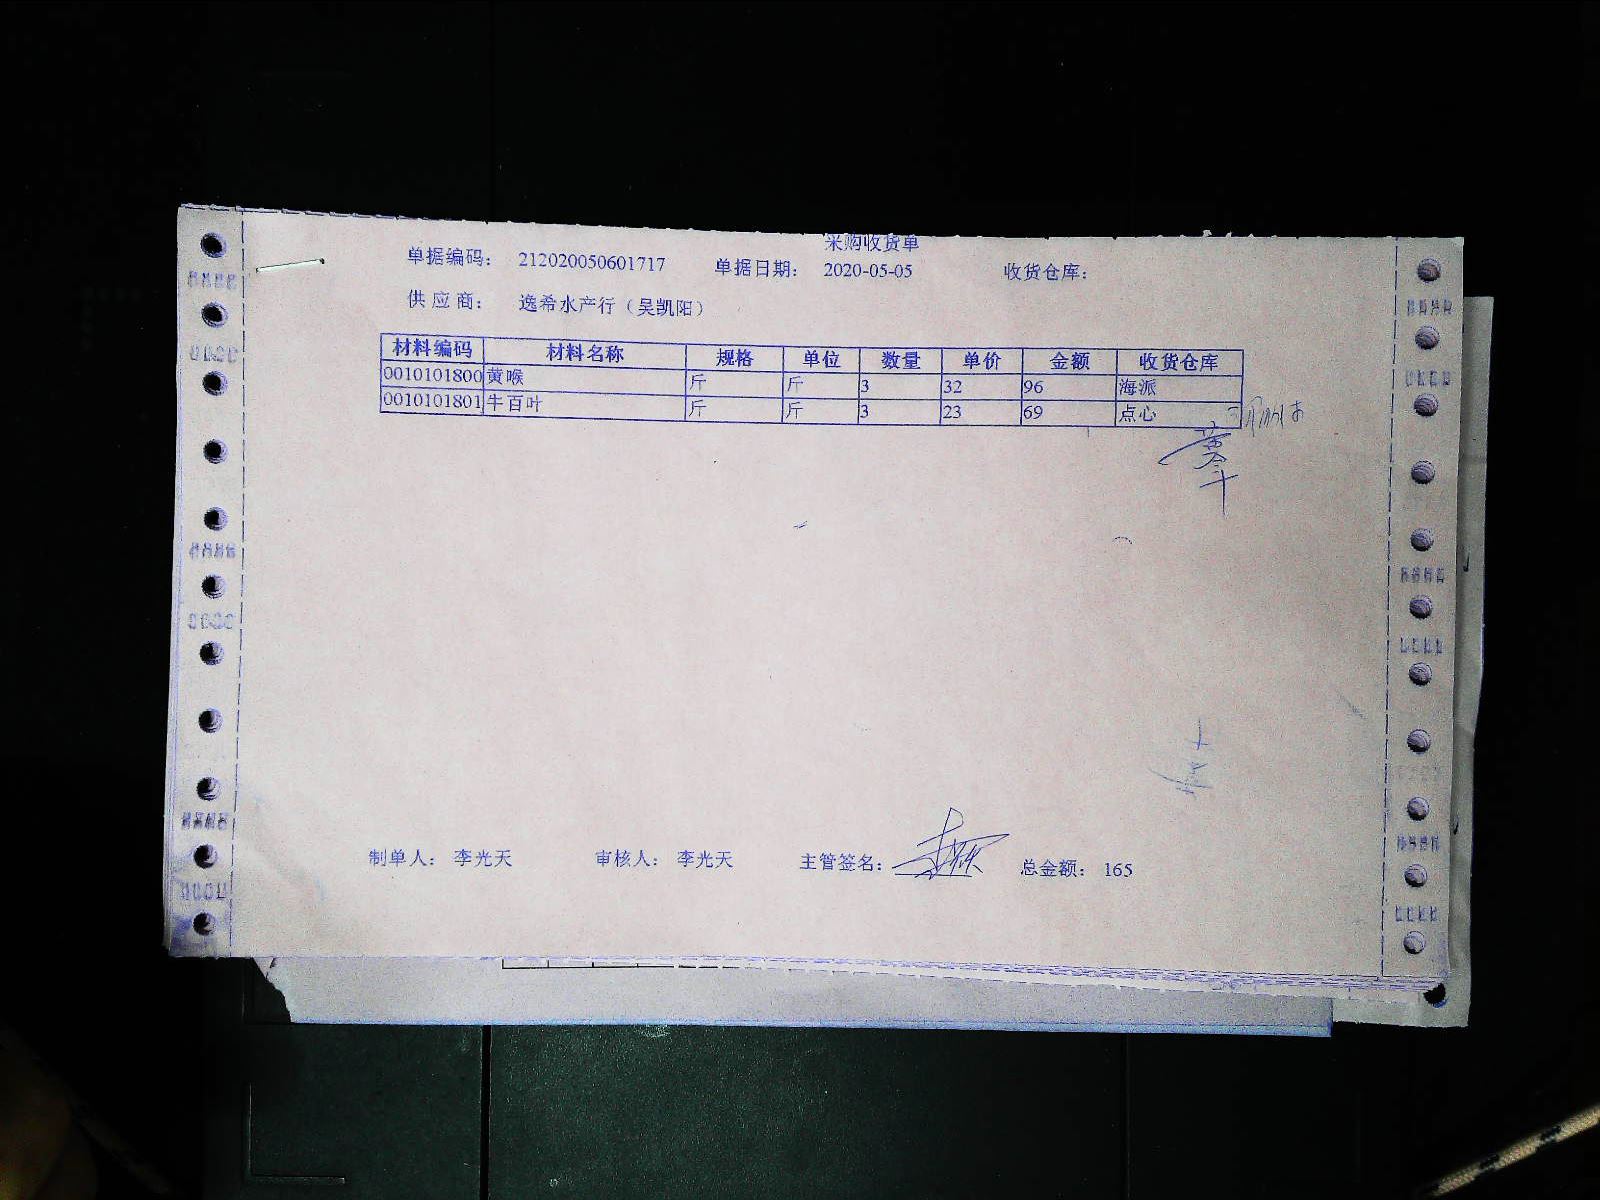 采购收货单
单据编码： 212020050601717 单据日期： 2020-05-05 收货仓库：
供应商： 逸希水产行（吴凯阳）
材料编码 材料名称 规格 单位 数量 单价 金额 收货仓库
0010101800 黄喉 斤 斤 3 32 96 海派
0010101801 牛百叶 斤 斤 3 23 69 点心
制单人： 李光天 审核人： 李光天 主管签名： 总金额： 165